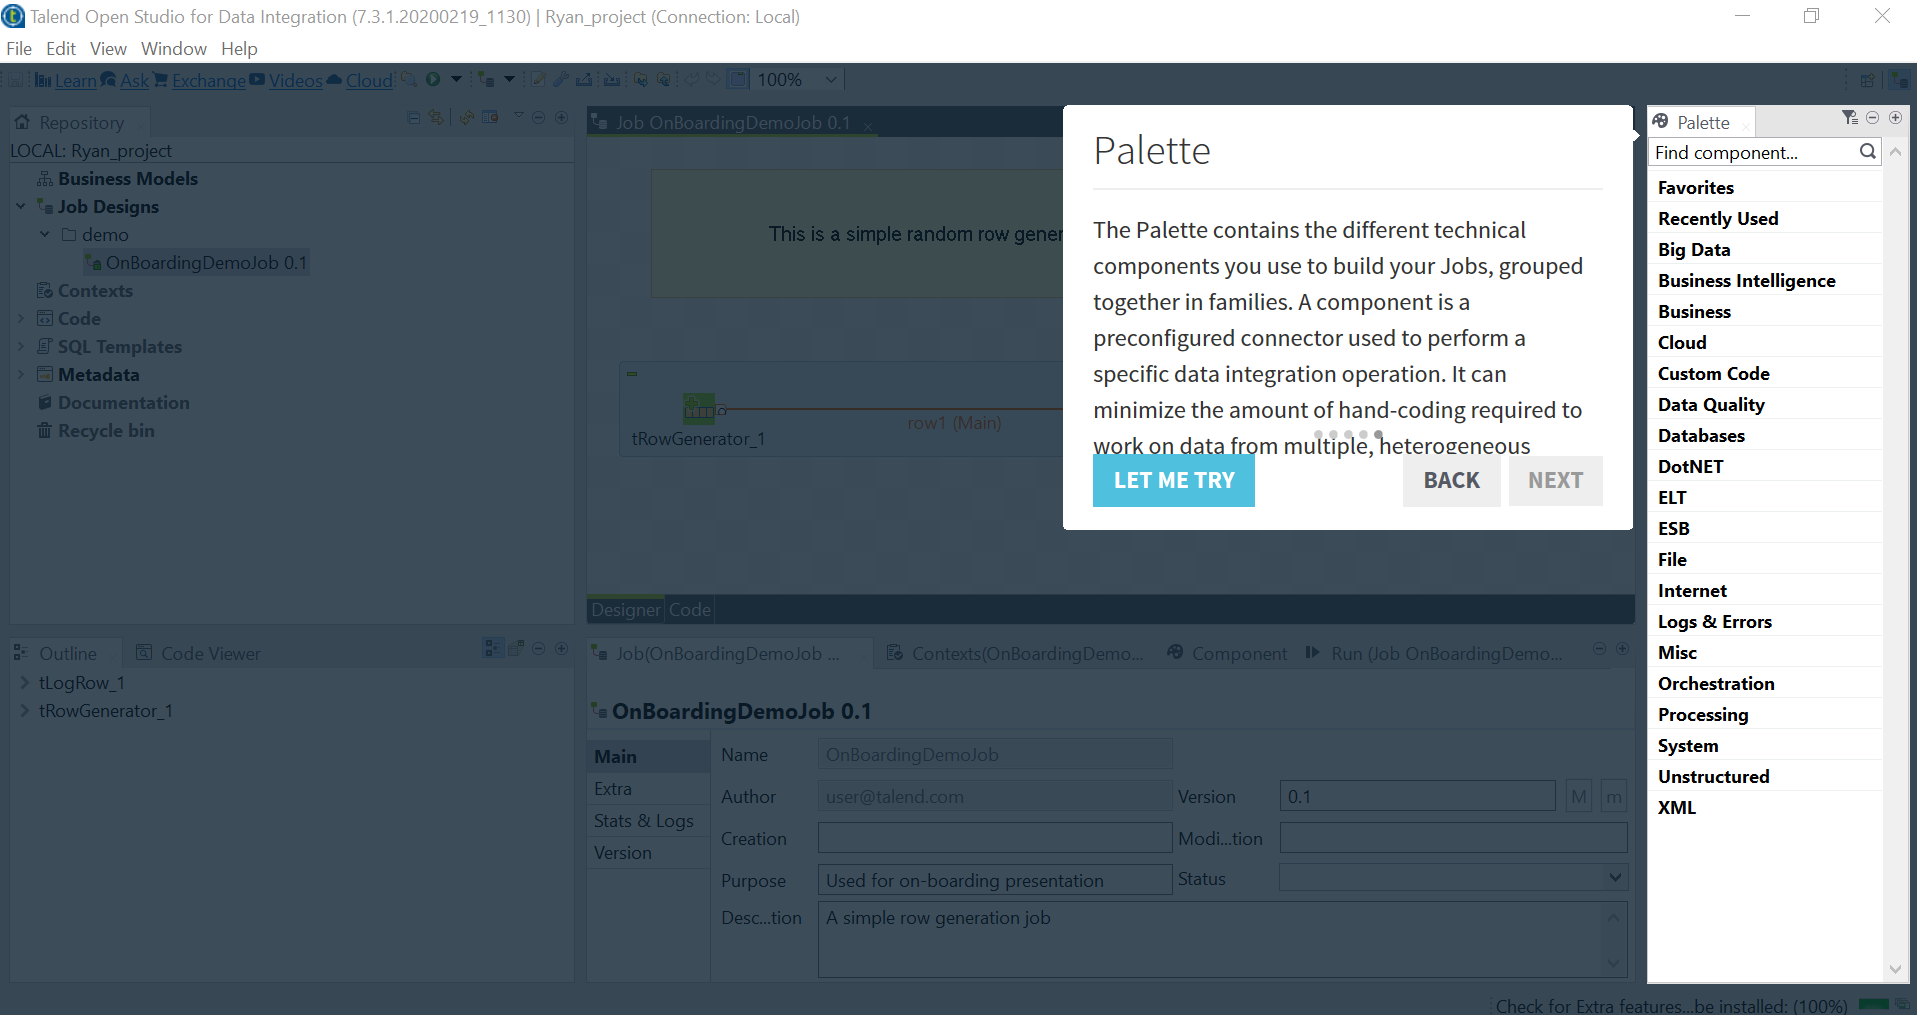 Talend Open Studio for Data Integration (7.3.1.20200219_1130) | Ryan_project (Connection: Local)
File Edit View Window Help
Learn Ask Exchange Videos Cloud 100%
Repository
LOCAL: Ryan_project
Business Models
Job Designs
demo
OnBoardingDemoJob 0.1
Contexts
Code
SQL Templates
Metadata
Documentation
Recycle bin
Job OnBoardingDemoJob 0.1
This is a simple random row gener
tRowGenerator_1
row1 (Main)
Designer Code
Palette
The Palette contains the different technical
components you use to build your Jobs, grouped
together in families. A component is a
preconfigured connector used to perform a
specific data integration operation. It can
minimize the amount of hand-coding required to
work on data from multiple, heterogeneous
LET ME TRY BACK NEXT
Palette
Find component...
Favorites
Recently Used
Big Data
Business Intelligence
Business
Cloud
Custom Code
Data Quality
Databases
DotNET
ELT
ESB
File
Internet
Logs & Errors
Misc
Orchestration
Processing
System
Unstructured
XML
Outline Code Viewer
tLogRow_1
tRowGenerator_1
Job(OnBoardingDemoJob ... Contexts(OnBoardingDemo... Component Run (Job OnBoardingDemo...
OnBoardingDemoJob 0.1
Main
Extra
Stats & Logs
Version
Name OnBoardingDemoJob
Author user@talend.com Version 0.1 M m
Creation Modi...tion
Purpose Used for on-boarding presentation Status
Desc...tion A simple row generation job
Check for Extra features...be installed: (100%)